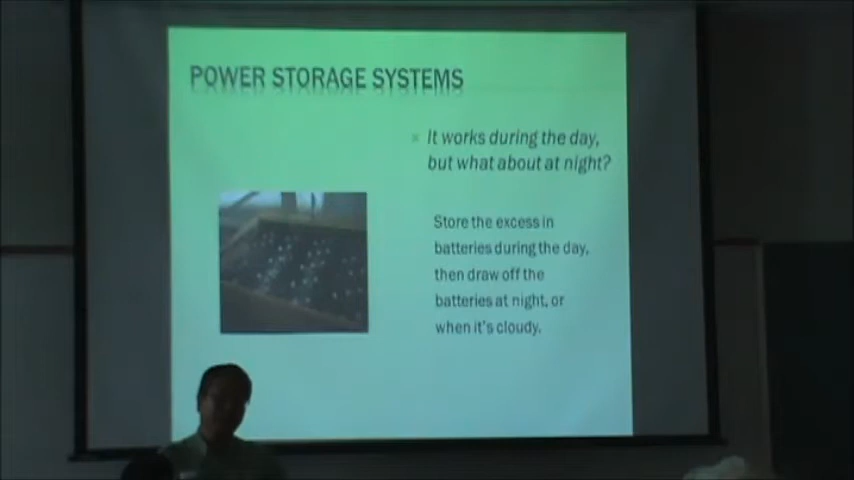 POWER STORAGE SYSTEMS
It works during the day,
but what about at night?
Store the excess in
batteries during the day,
then draw off the
batteries at night, or
when it's cloudy.